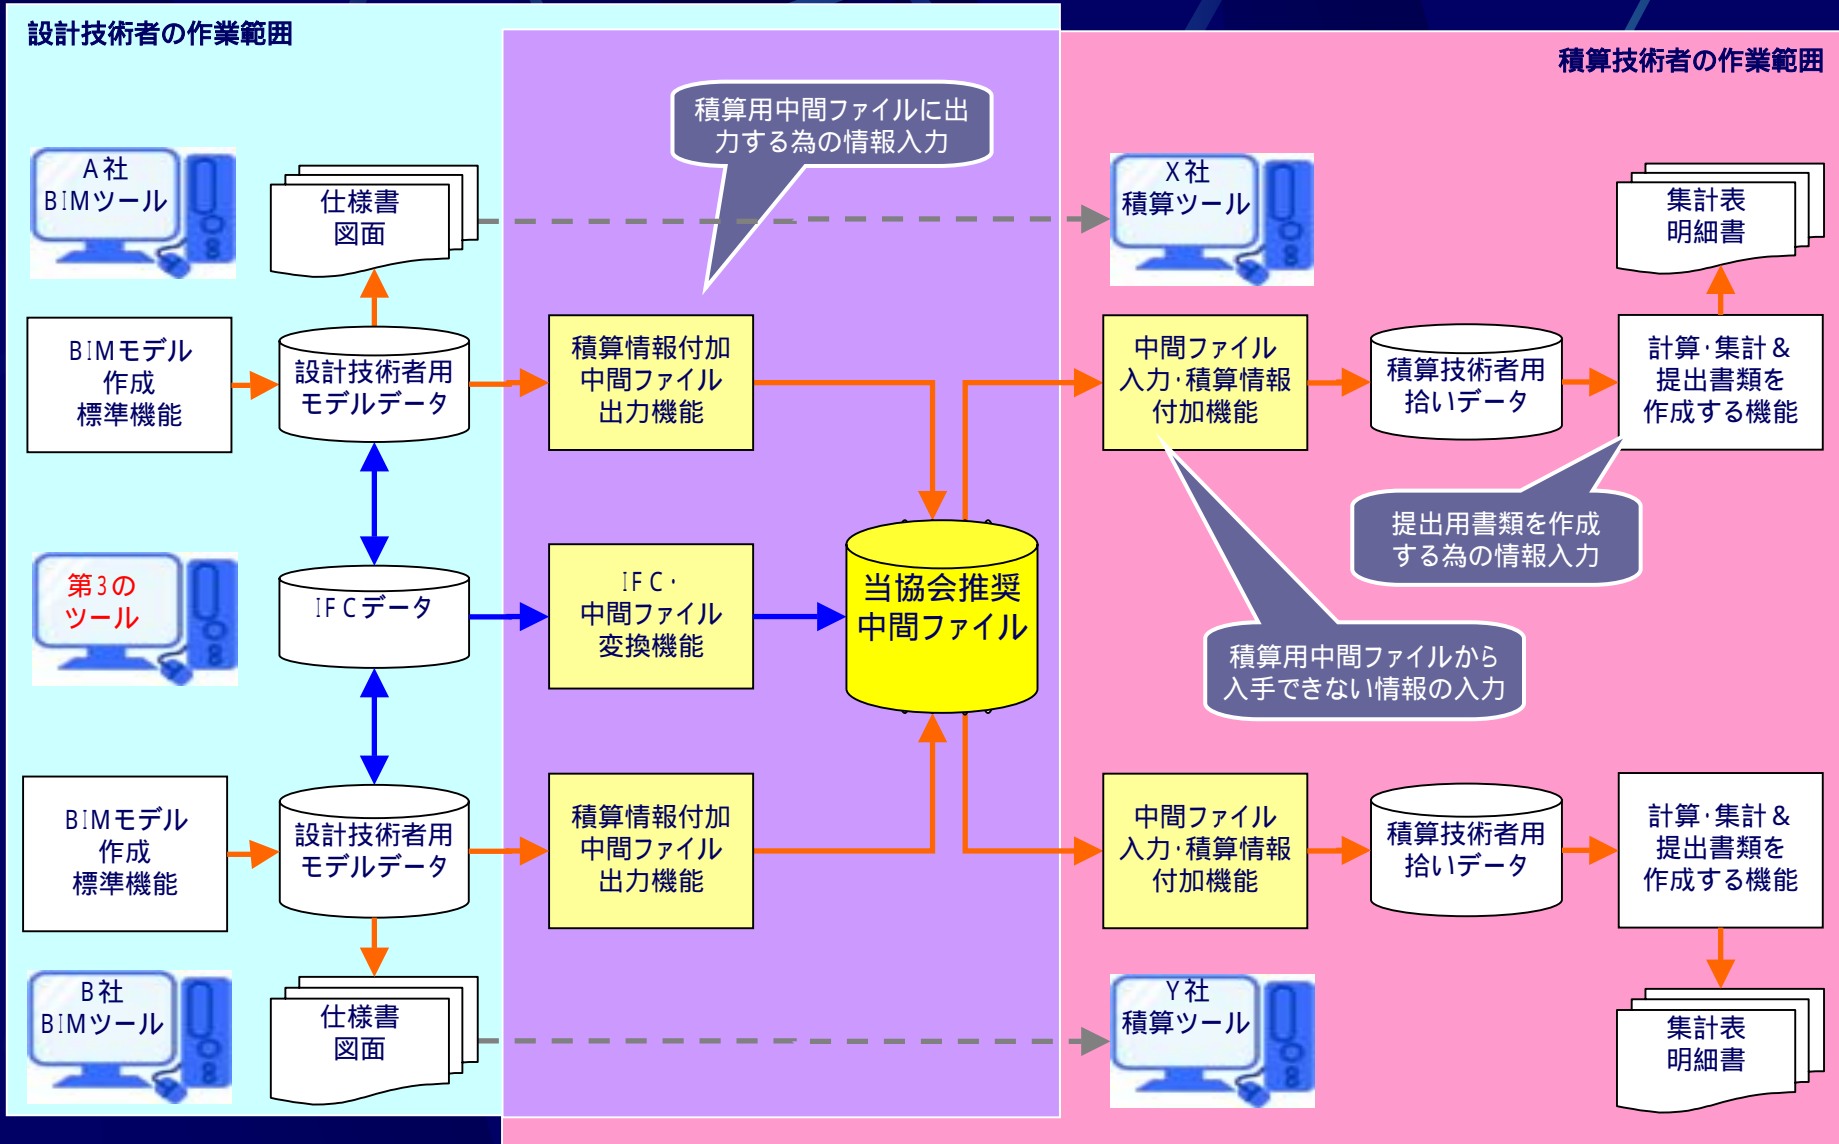 設計技術者の作業範囲
積算技術者の作業範囲
積算用中間ファイルに出
力する為の情報入力
A社
BIMツール
仕様書
図面
X社
積算ツール
集計表
明細書
BIMモデル
作成
標準機能
設計技術者用
モデルデータ
積算情報付加
中間ファイル
出力機能
中間ファイル
入力・積算情報
付加機能
積算技術者用
拾いデータ
計算・集計&
提出書類を
作成する機能
提出用書類を作成
する為の情報入力
第3の
ツール
IFCデータ
IFC・
中間ファイル
変換機能
当協会推奨
中間ファイル
積算用中間ファイルから
入手できない情報の入力
BIMモデル
作成
標準機能
設計技術者用
モデルデータ
積算情報付加
中間ファイル
出力機能
中間ファイル
入力・積算情報
付加機能
積算技術者用
拾いデータ
計算・集計&
提出書類を
作成する機能
B社
BIMツール
仕様書
図面
Y社
積算ツール
集計表
明細書